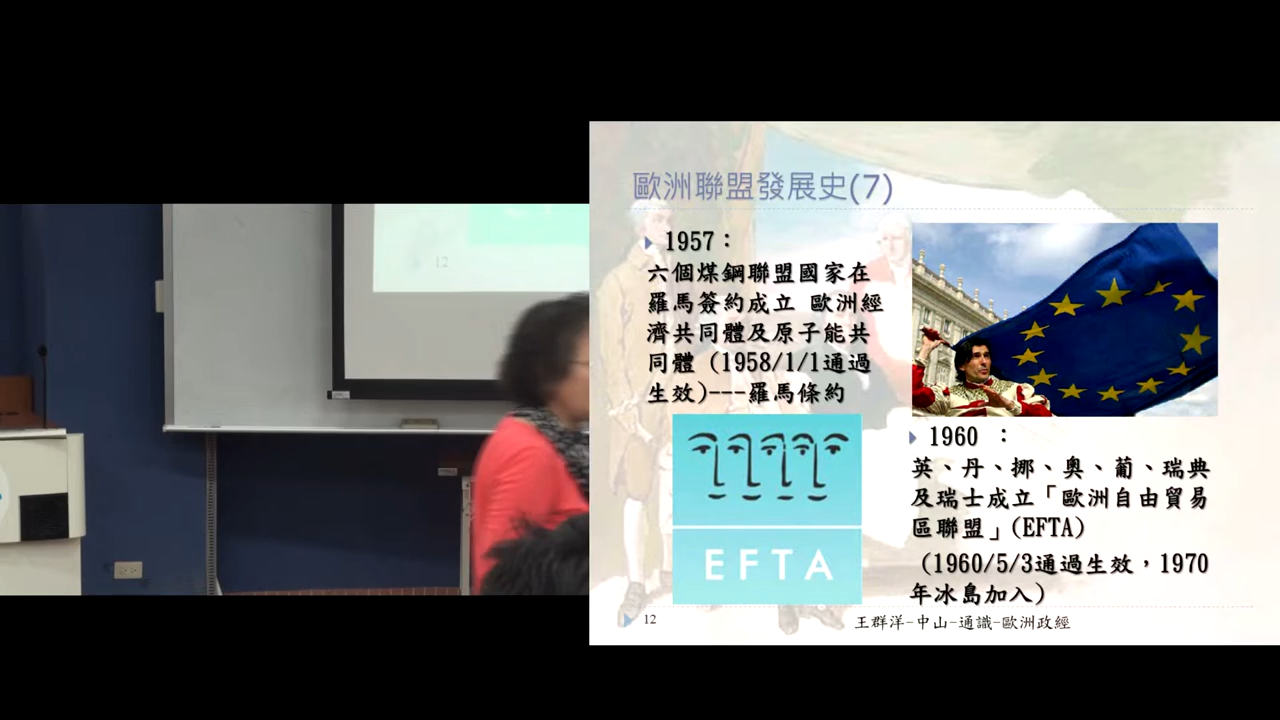 歐洲聯盟發展史(7)
1957：
六個煤鋼聯盟國家在
羅馬簽約成立 歐洲經
濟共同體及原子能共
同體 (1958/1/1通過
生效)---羅馬條約
EFTA
1960 ：
英、丹、挪、奧、葡、瑞典
及瑞士成立「歐洲自由貿易
區聯盟」(EFTA)
(1960/5/3通過生效，1970
年冰島加入)
12
王群洋-中山-通識-歐洲政經
12